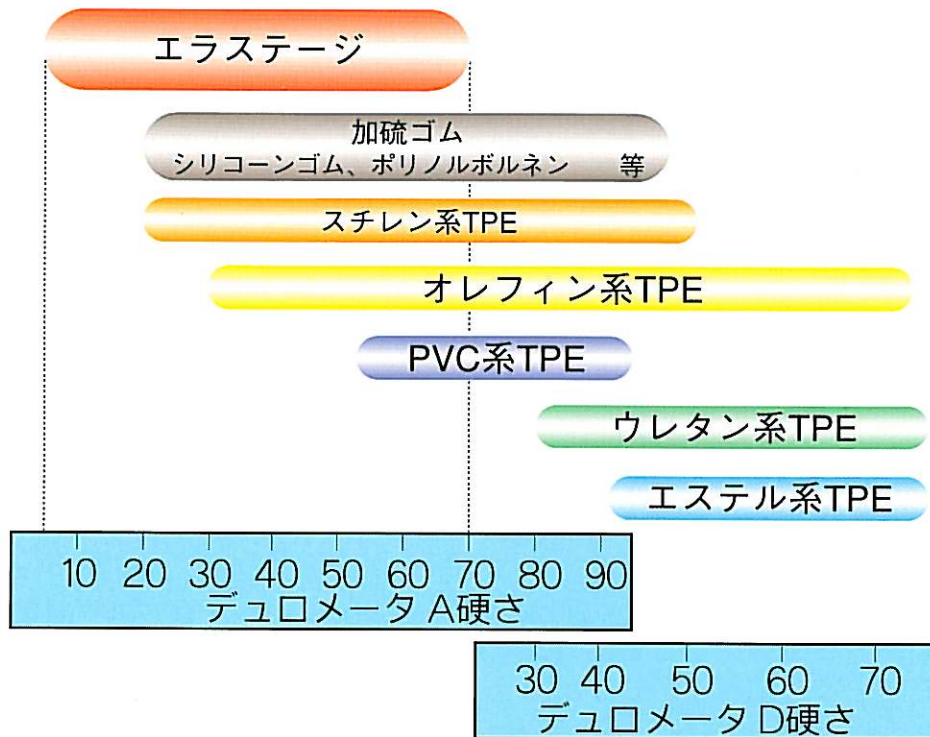 エラステージ
加硫ゴム
シリコーンゴム、ポリノルボルネン 等
スチレン系TPE
オレフィン系TPE
PVC系TPE
ウレタン系TPE
エステル系TPE
10 20 30 40 50 60 70 80 90
デュロメータ A硬さ
30 40 50 60 70
デュロメータ D硬さ